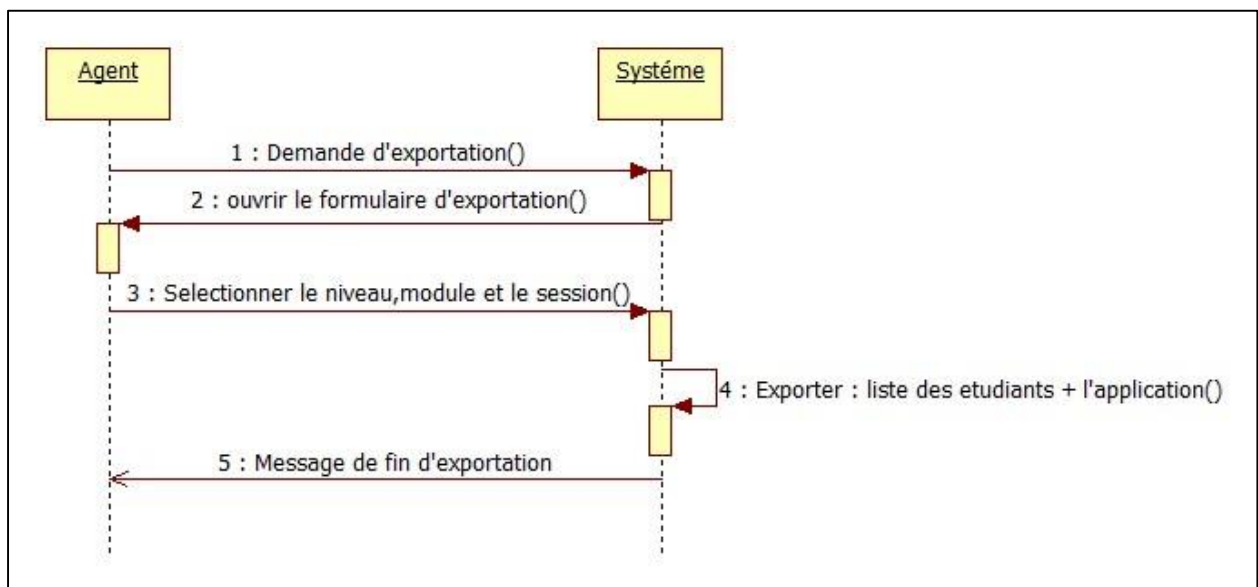 Agent
Systéme
1 : Demande d'exportation()
2 : ouvrir le formulaire d'exportation()
3 : Selectionner le niveau,module et le session()
4 : Exporter : liste des etudiants + l'application()
5 : Message de fin d'exportation